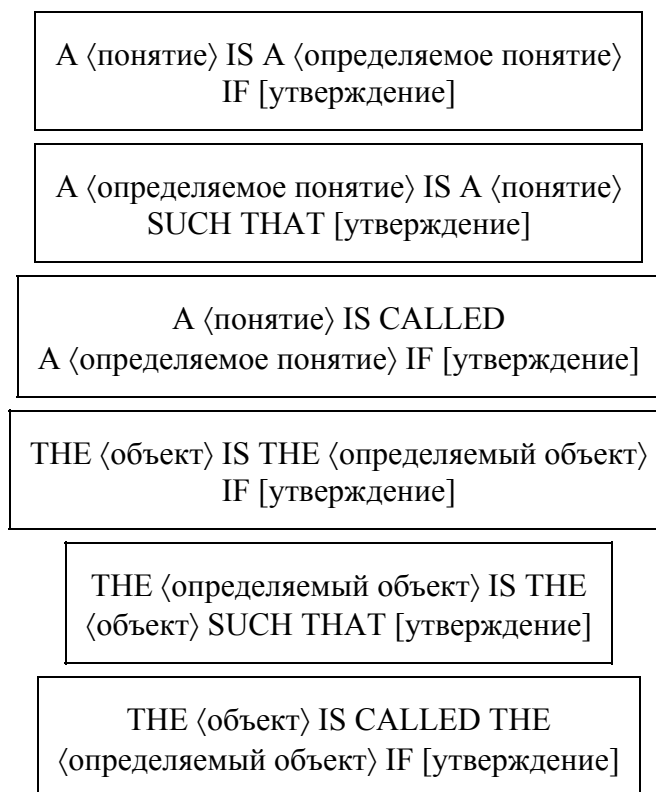 A ⟨понятие⟩ IS A ⟨определяемое понятие⟩
IF [утверждение]
A ⟨определяемое понятие⟩ IS A ⟨понятие⟩
SUCH THAT [утверждение]
A ⟨понятие⟩ IS CALLED
A ⟨определяемое понятие⟩ IF [утверждение]
THE ⟨объект⟩ IS THE ⟨определяемый объект⟩
IF [утверждение]
THE ⟨определяемый объект⟩ IS THE
⟨объект⟩ SUCH THAT [утверждение]
THE ⟨объект⟩ IS CALLED THE
⟨определяемый объект⟩ IF [утверждение]